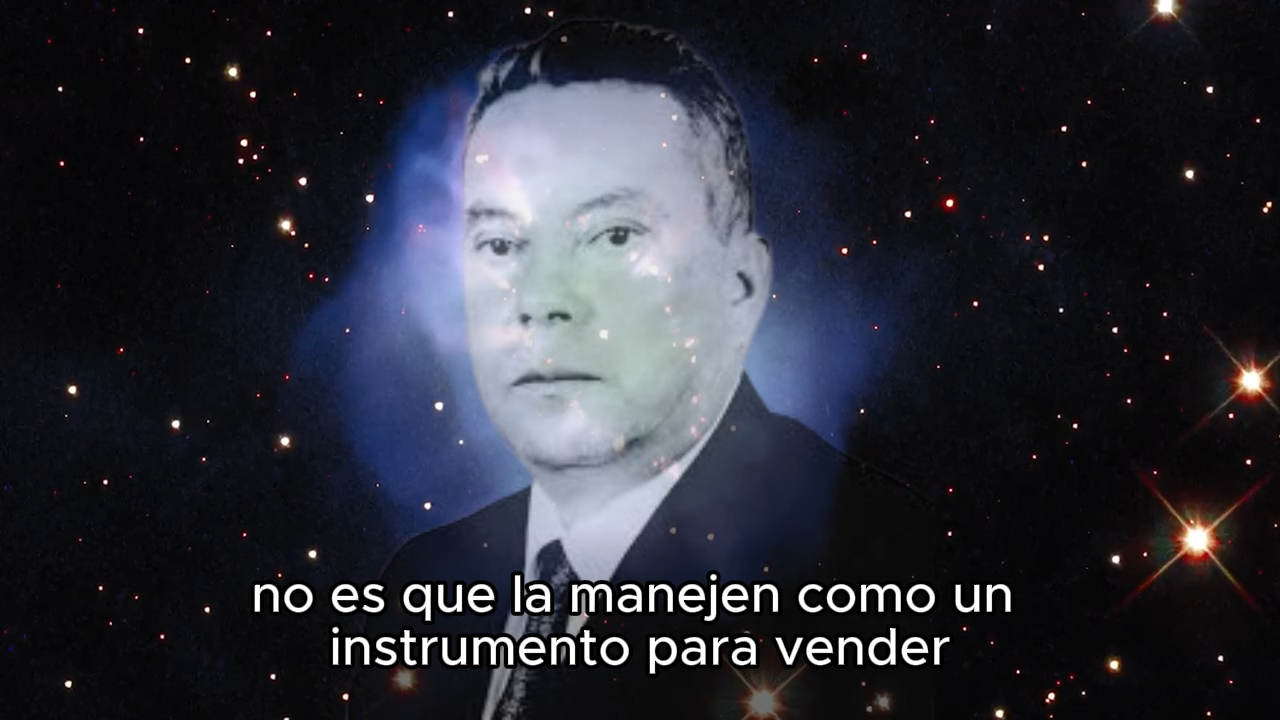 no es que la manejen como un
instrumento para vender